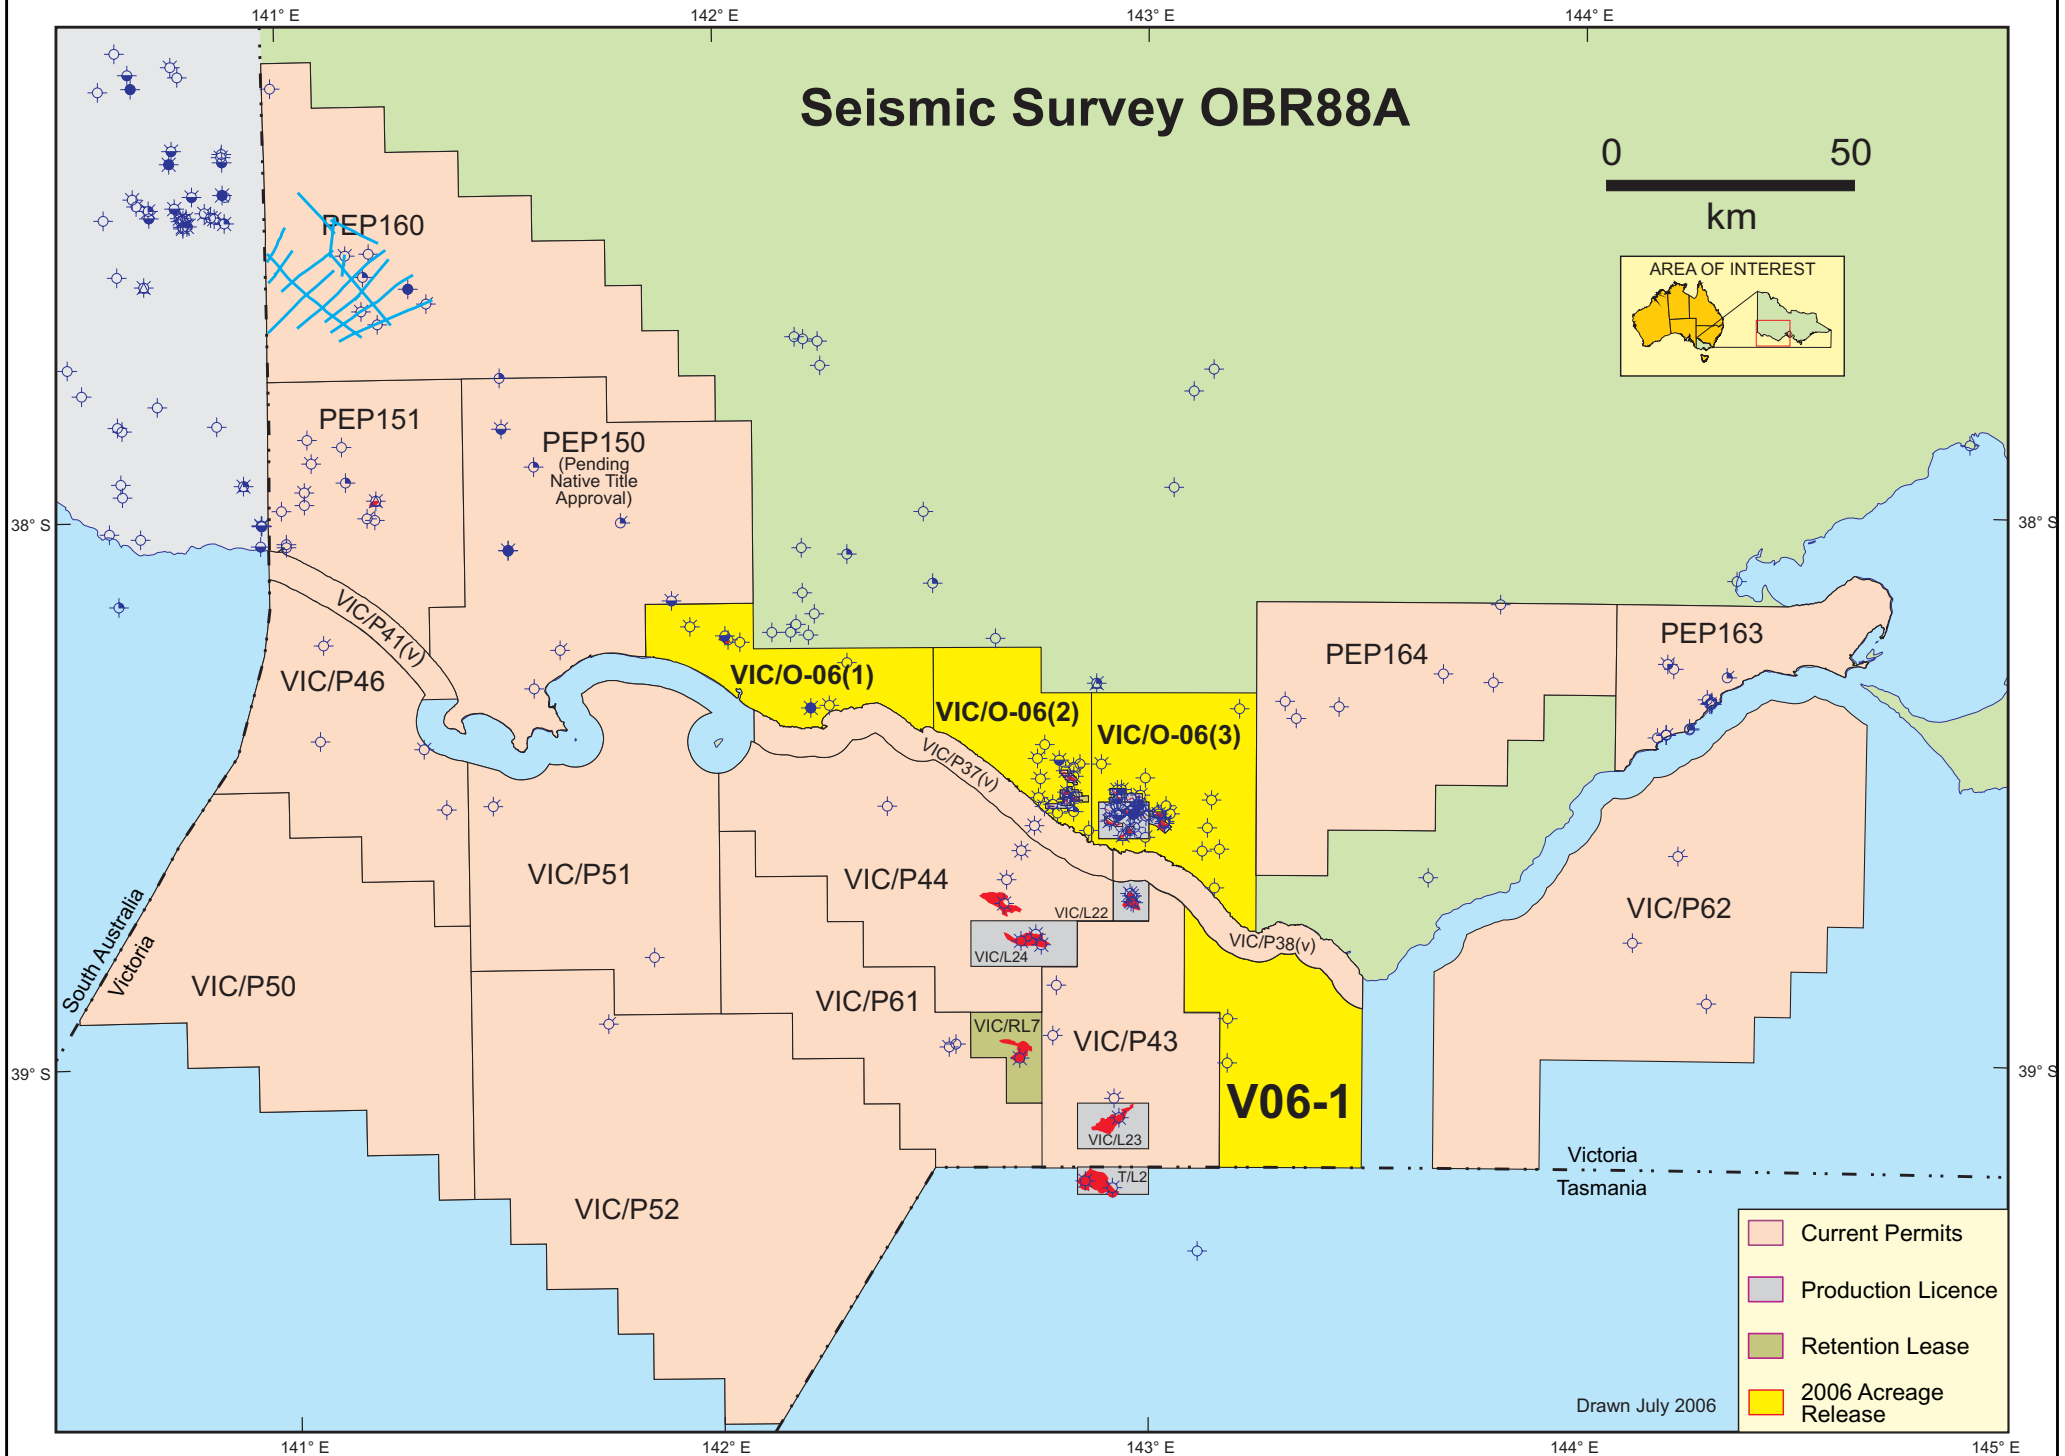 141° E
142° E
143° E
144° E
Seismic Survey OBR88A
0
50
km
AREA OF INTEREST
PEP160
PEP151
PEP150
(Pending
Native Title
Approval)
38° S
38° S
VIC/P41(v)
VIC/P46
VIC/O-06(1)
VIC/O-06(2)
VIC/O-06(3)
PEP164
PEP163
VIC/P37(v)
VIC/P51
VIC/P44
VIC/L22
VIC/L24
VIC/P38(v)
VIC/P62
South Australia
Victoria
VIC/P50
VIC/P61
VIC/RL7
VIC/P43
39° S
39° S
V06-1
VIC/L23
T/L2
Victoria
Tasmania
VIC/P52
Current Permits
Production Licence
Retention Lease
2006 Acreage
Release
Drawn July 2006
141° E
142° E
143° E
144° E
145° E